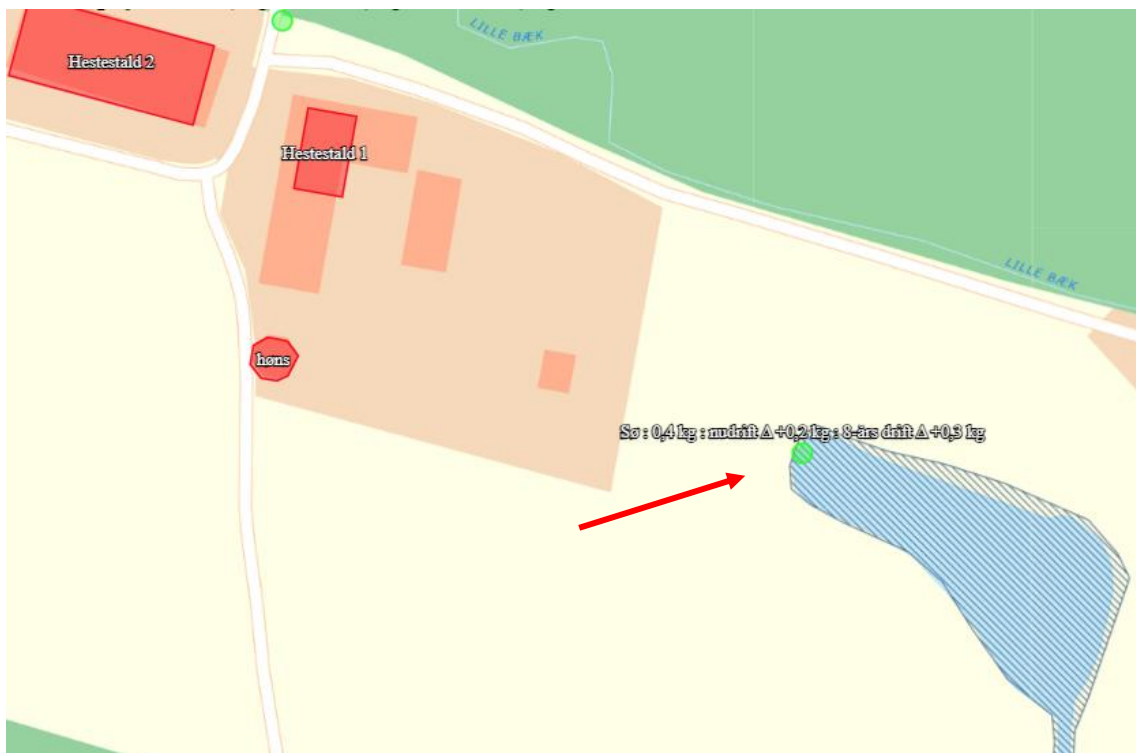 LILLE BÆK
Hestestald 2
Hestestald 1
LILLE BÆK
høns
Sø : 0,4 kg : nudrift Δ +0,2 kg : 8-års drift Δ +0,3 kg